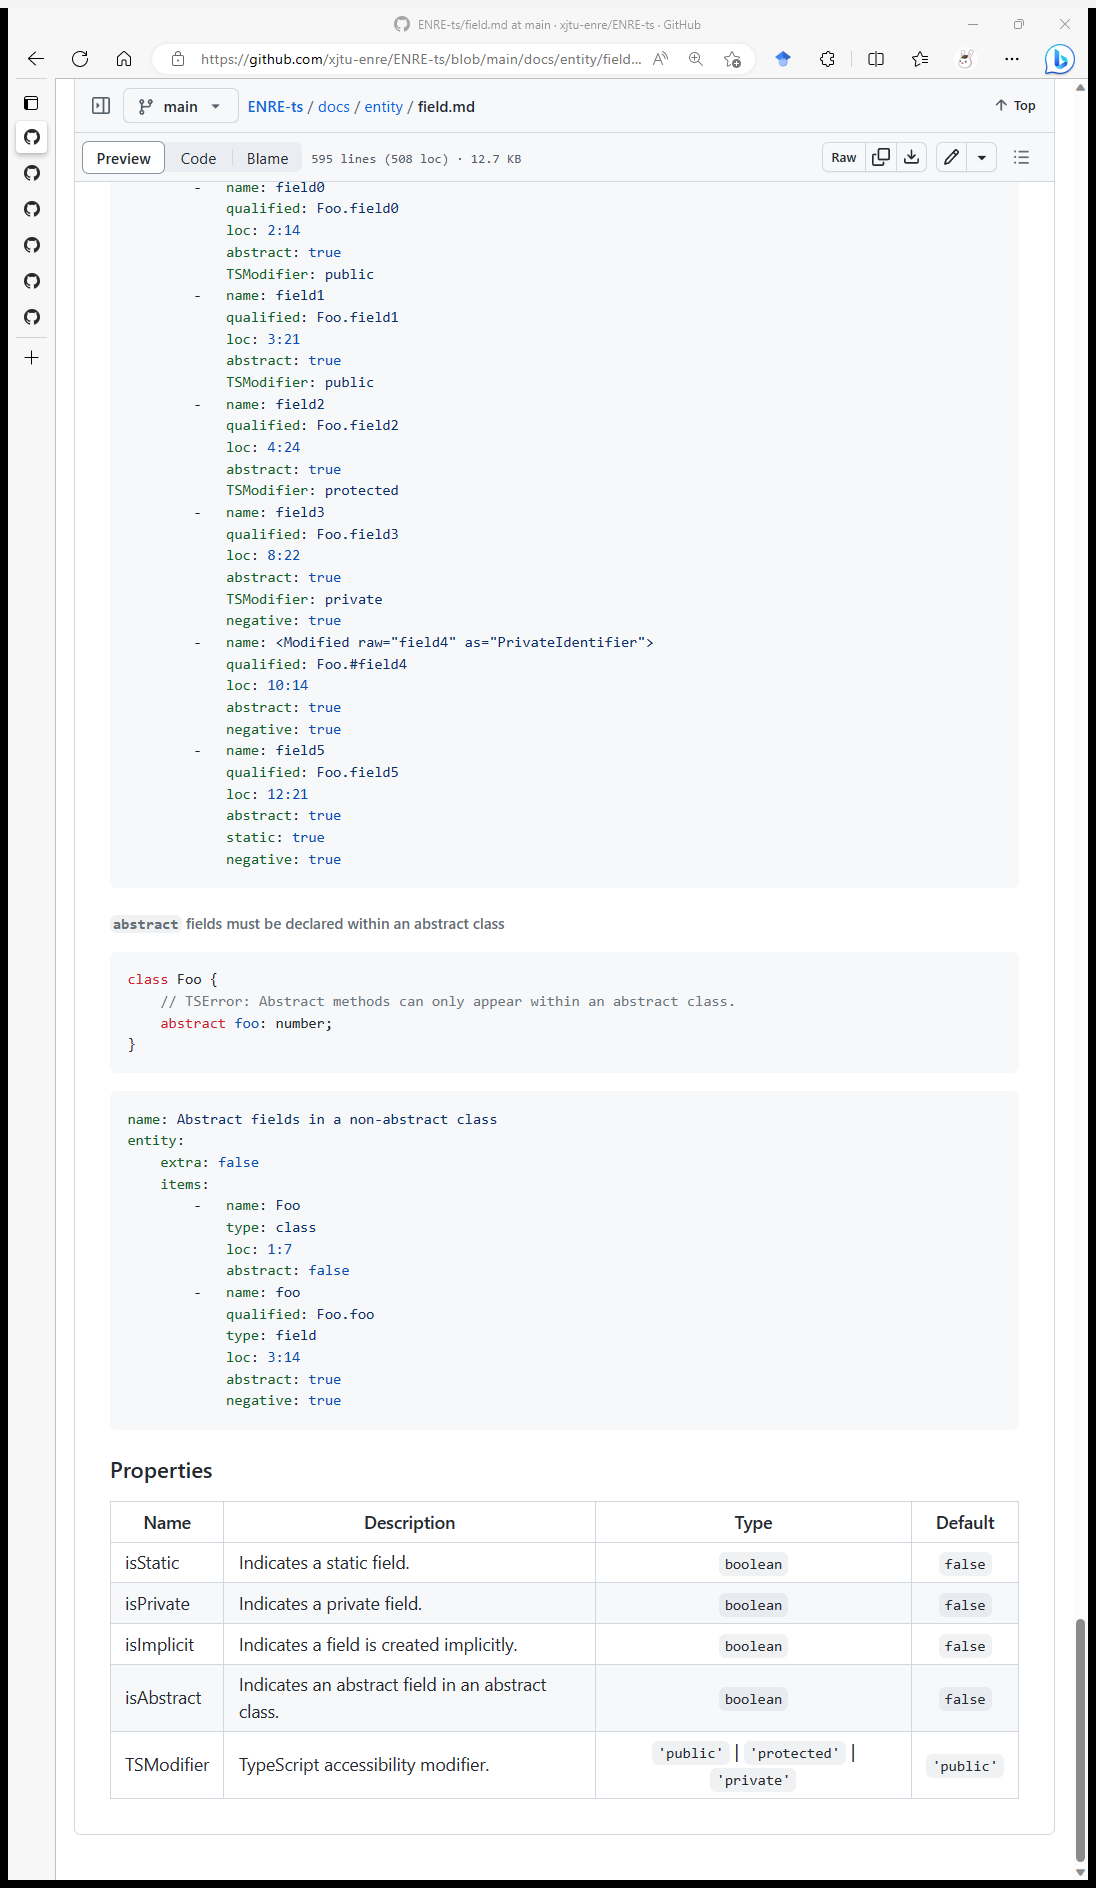 ENRE-ts/field.md at main · xjtu-enre/ENRE-ts · GitHub
https://github.com/xjtu-enre/ENRE-ts/blob/main/docs/entity/field...
main ENRE-ts / docs / entity / field.md Top
Preview Code Blame 595 lines (508 loc) · 12.7 KB Raw
- name: field0
qualified: Foo.field0
loc: 2:14
abstract: true
TSModifier: public
- name: field1
qualified: Foo.field1
loc: 3:21
abstract: true
TSModifier: public
- name: field2
qualified: Foo.field2
loc: 4:24
abstract: true
TSModifier: protected
- name: field3
qualified: Foo.field3
loc: 8:22
abstract: true
TSModifier: private
negative: true
- name: <Modified raw="field4" as="PrivateIdentifier">
qualified: Foo.#field4
loc: 10:14
abstract: true
negative: true
- name: field5
qualified: Foo.field5
loc: 12:21
abstract: true
static: true
negative: true
abstract fields must be declared within an abstract class
class Foo {
// TSError: Abstract methods can only appear within an abstract class.
abstract foo: number;
}
name: Abstract fields in a non-abstract class
entity:
extra: false
items:
- name: Foo
type: class
loc: 1:7
abstract: false
- name: foo
qualified: Foo.foo
type: field
loc: 3:14
abstract: true
negative: true
Properties
Name Description Type Default
isStatic Indicates a static field. boolean false
isPrivate Indicates a private field. boolean false
isImplicit Indicates a field is created implicitly. boolean false
isAbstract Indicates an abstract field in an abstract class. boolean false
TSModifier TypeScript accessibility modifier. 'public' | 'protected' | 'private' 'public'